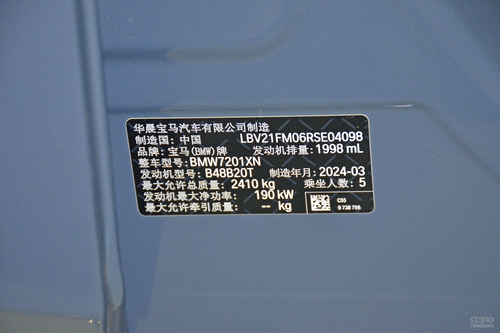 华晨宝马汽车有限公司制造
制造国: 中国 LBV21FM06RSE04098
品牌: 宝马(BMW)牌 发动机排量: 1998 mL
整车型号: BMW7201XN
发动机型号: B48B20T 制造年月: 2024-03
最大允许总质量: 2410 kg 乘坐人数: 5
发动机最大净功率: 190 kW
最大允许牵引质量: -- kg
C55
8 738 756